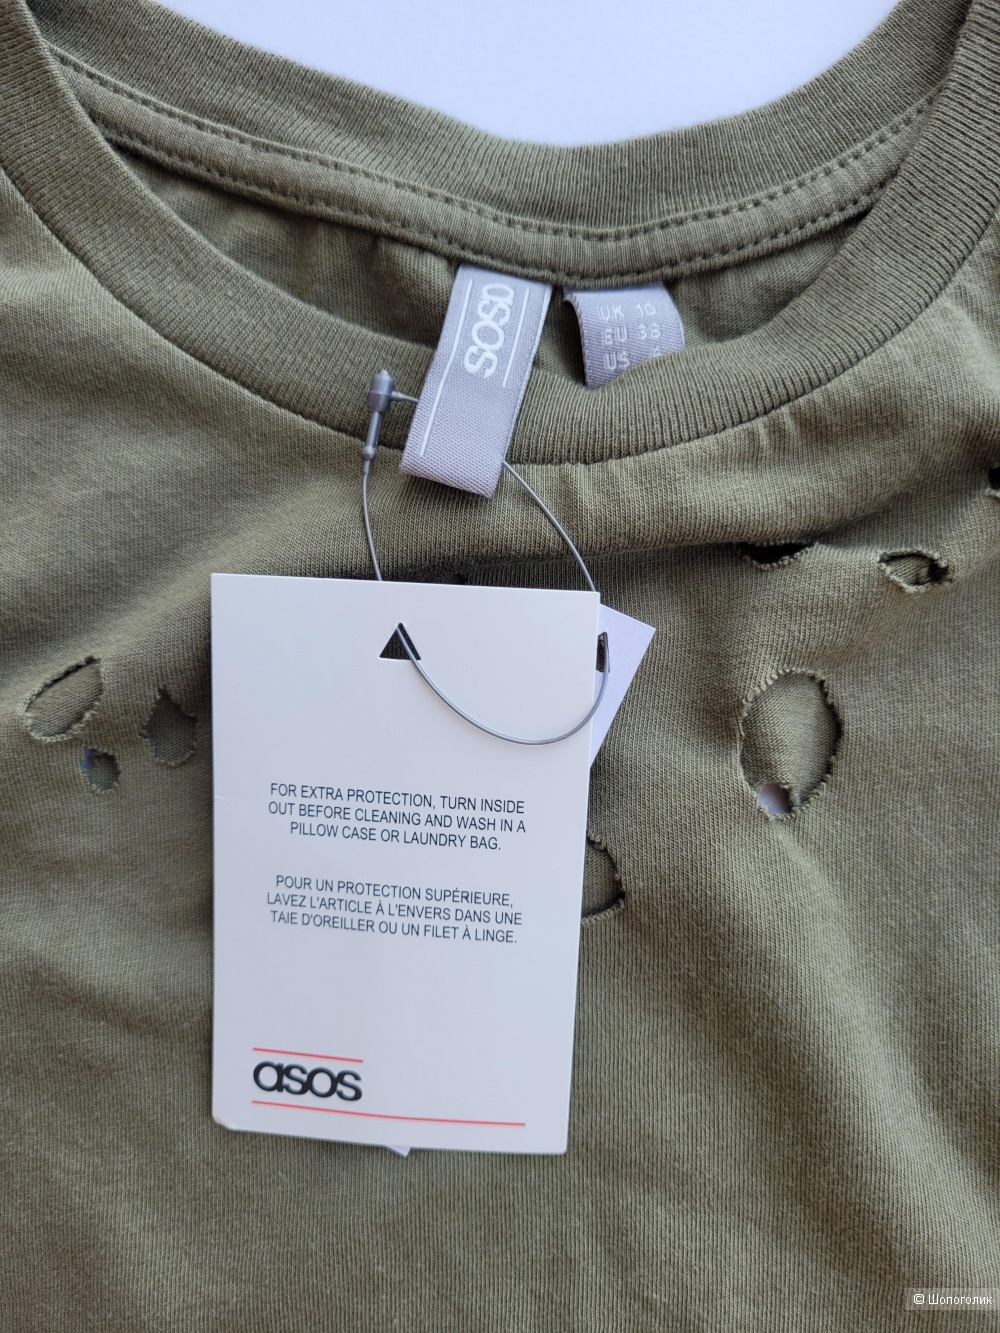 asos
UK 10
EU 38
US
FOR EXTRA PROTECTION, TURN INSIDE
OUT BEFORE CLEANING AND WASH IN A
PILLOW CASE OR LAUNDRY BAG.
POUR UN PROTECTION SUPÉRIEURE,
LAVEZ L'ARTICLE À L'ENVERS DANS UNE
TAIE D'OREILLER OU UN FILET À LINGE.
asos
© Шопоголик